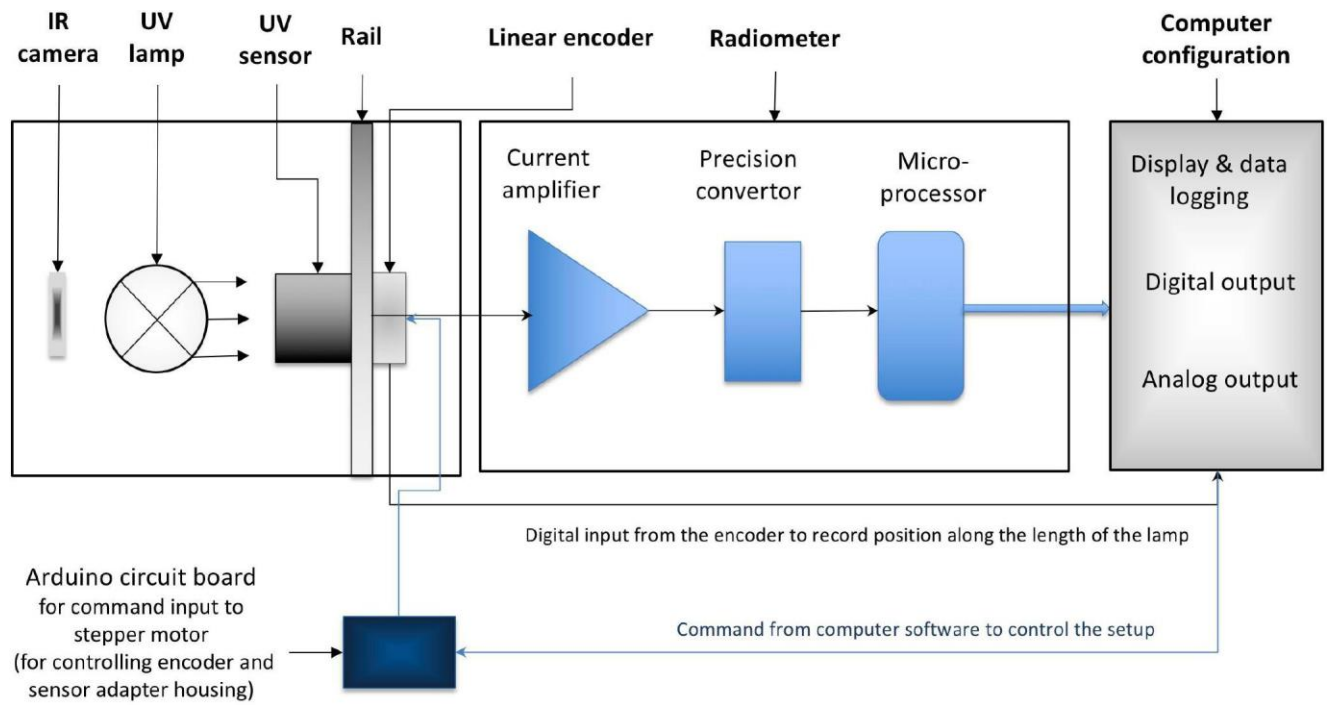 IR
camera
UV
lamp
UV
sensor
Rail
Linear encoder
Radiometer
Computer
configuration
Current
amplifier
Precision
convertor
Micro-
processor
Display & data
logging
Digital output
Analog output
Digital input from the encoder to record position along the length of the lamp
Arduino circuit board
for command input to
stepper motor
(for controlling encoder and
sensor adapter housing)
Command from computer software to control the setup